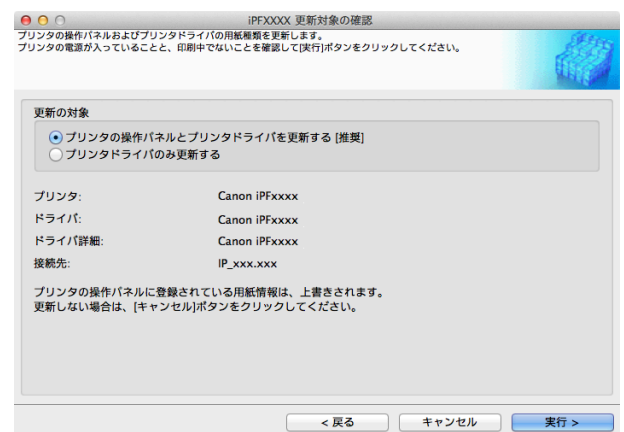 iPFXXXX 更新対象の確認
プリンタの操作パネルおよびプリンタドライバの用紙種類を更新します。
プリンタの電源が入っていることと、印刷中でないことを確認して[実行]ボタンをクリックしてください。
更新の対象
プリンタの操作パネルとプリンタドライバを更新する [推奨]
プリンタドライバのみ更新する
プリンタ: Canon iPFxxxx
ドライバ: Canon iPFxxxx
ドライバ詳細: Canon iPFxxxx
接続先: IP_xxx.xxx
プリンタの操作パネルに登録されている用紙情報は、上書きされます。
更新しない場合は、[キャンセル]ボタンをクリックしてください。
< 戻る キャンセル 実行 >